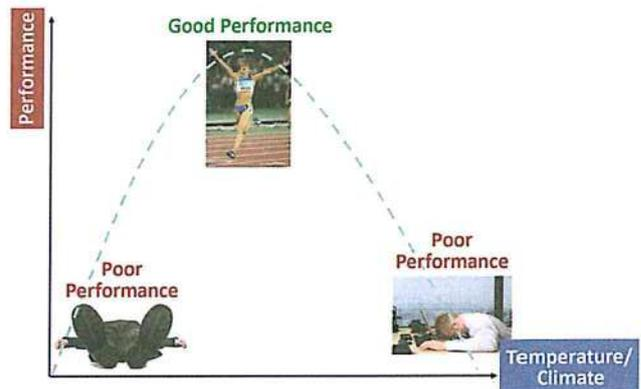 Good Performance
Performance
Poor
Performance
Poor
Performance
Temperature/
Climate